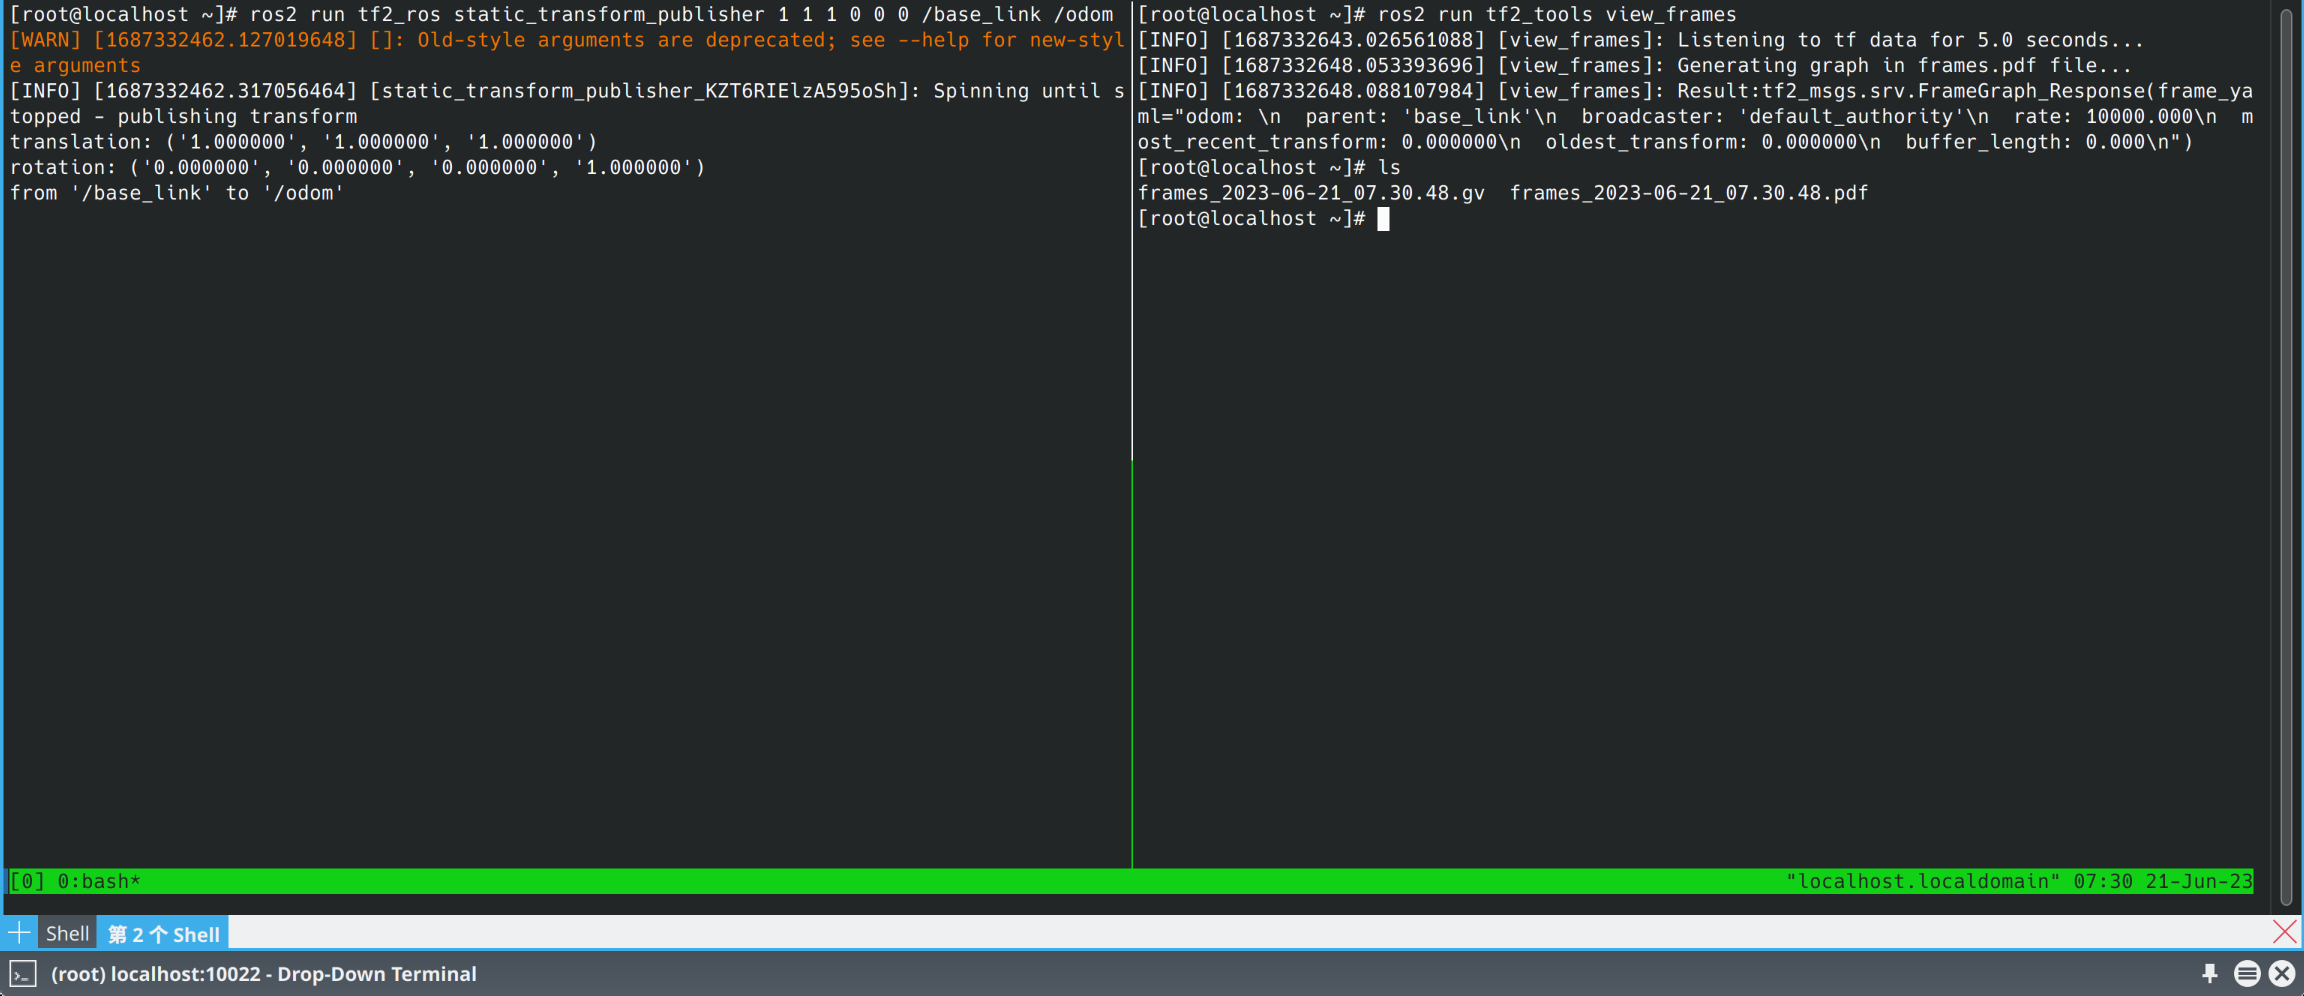 [root@localhost ~]# ros2 run tf2_ros static_transform_publisher 1 1 1 0 0 0 /base_link /odom
[WARN] [1687332462.127019648] []: Old-style arguments are deprecated; see --help for new-styl
e arguments
[INFO] [1687332462.317056464] [static_transform_publisher_KZT6RIElzA595oSh]: Spinning until s
topped - publishing transform
translation: ('1.000000', '1.000000', '1.000000')
rotation: ('0.000000', '0.000000', '0.000000', '1.000000')
from '/base_link' to '/odom'
[root@localhost ~]# ros2 run tf2_tools view_frames
[INFO] [1687332643.026561088] [view_frames]: Listening to tf data for 5.0 seconds...
[INFO] [1687332648.053393696] [view_frames]: Generating graph in frames.pdf file...
[INFO] [1687332648.088107984] [view_frames]: Result:tf2_msgs.srv.FrameGraph_Response(frame_ya
ml="odom: \n  parent: 'base_link'\n  broadcaster: 'default_authority'\n  rate: 10000.000\n  m
ost_recent_transform: 0.000000\n  oldest_transform: 0.000000\n  buffer_length: 0.000\n")
[root@localhost ~]# ls
frames_2023-06-21_07.30.48.gv  frames_2023-06-21_07.30.48.pdf
[root@localhost ~]#
[0] 0:bash*
"localhost.localdomain" 07:30 21-Jun-23
Shell
第 2 个 Shell
(root) localhost:10022 - Drop-Down Terminal